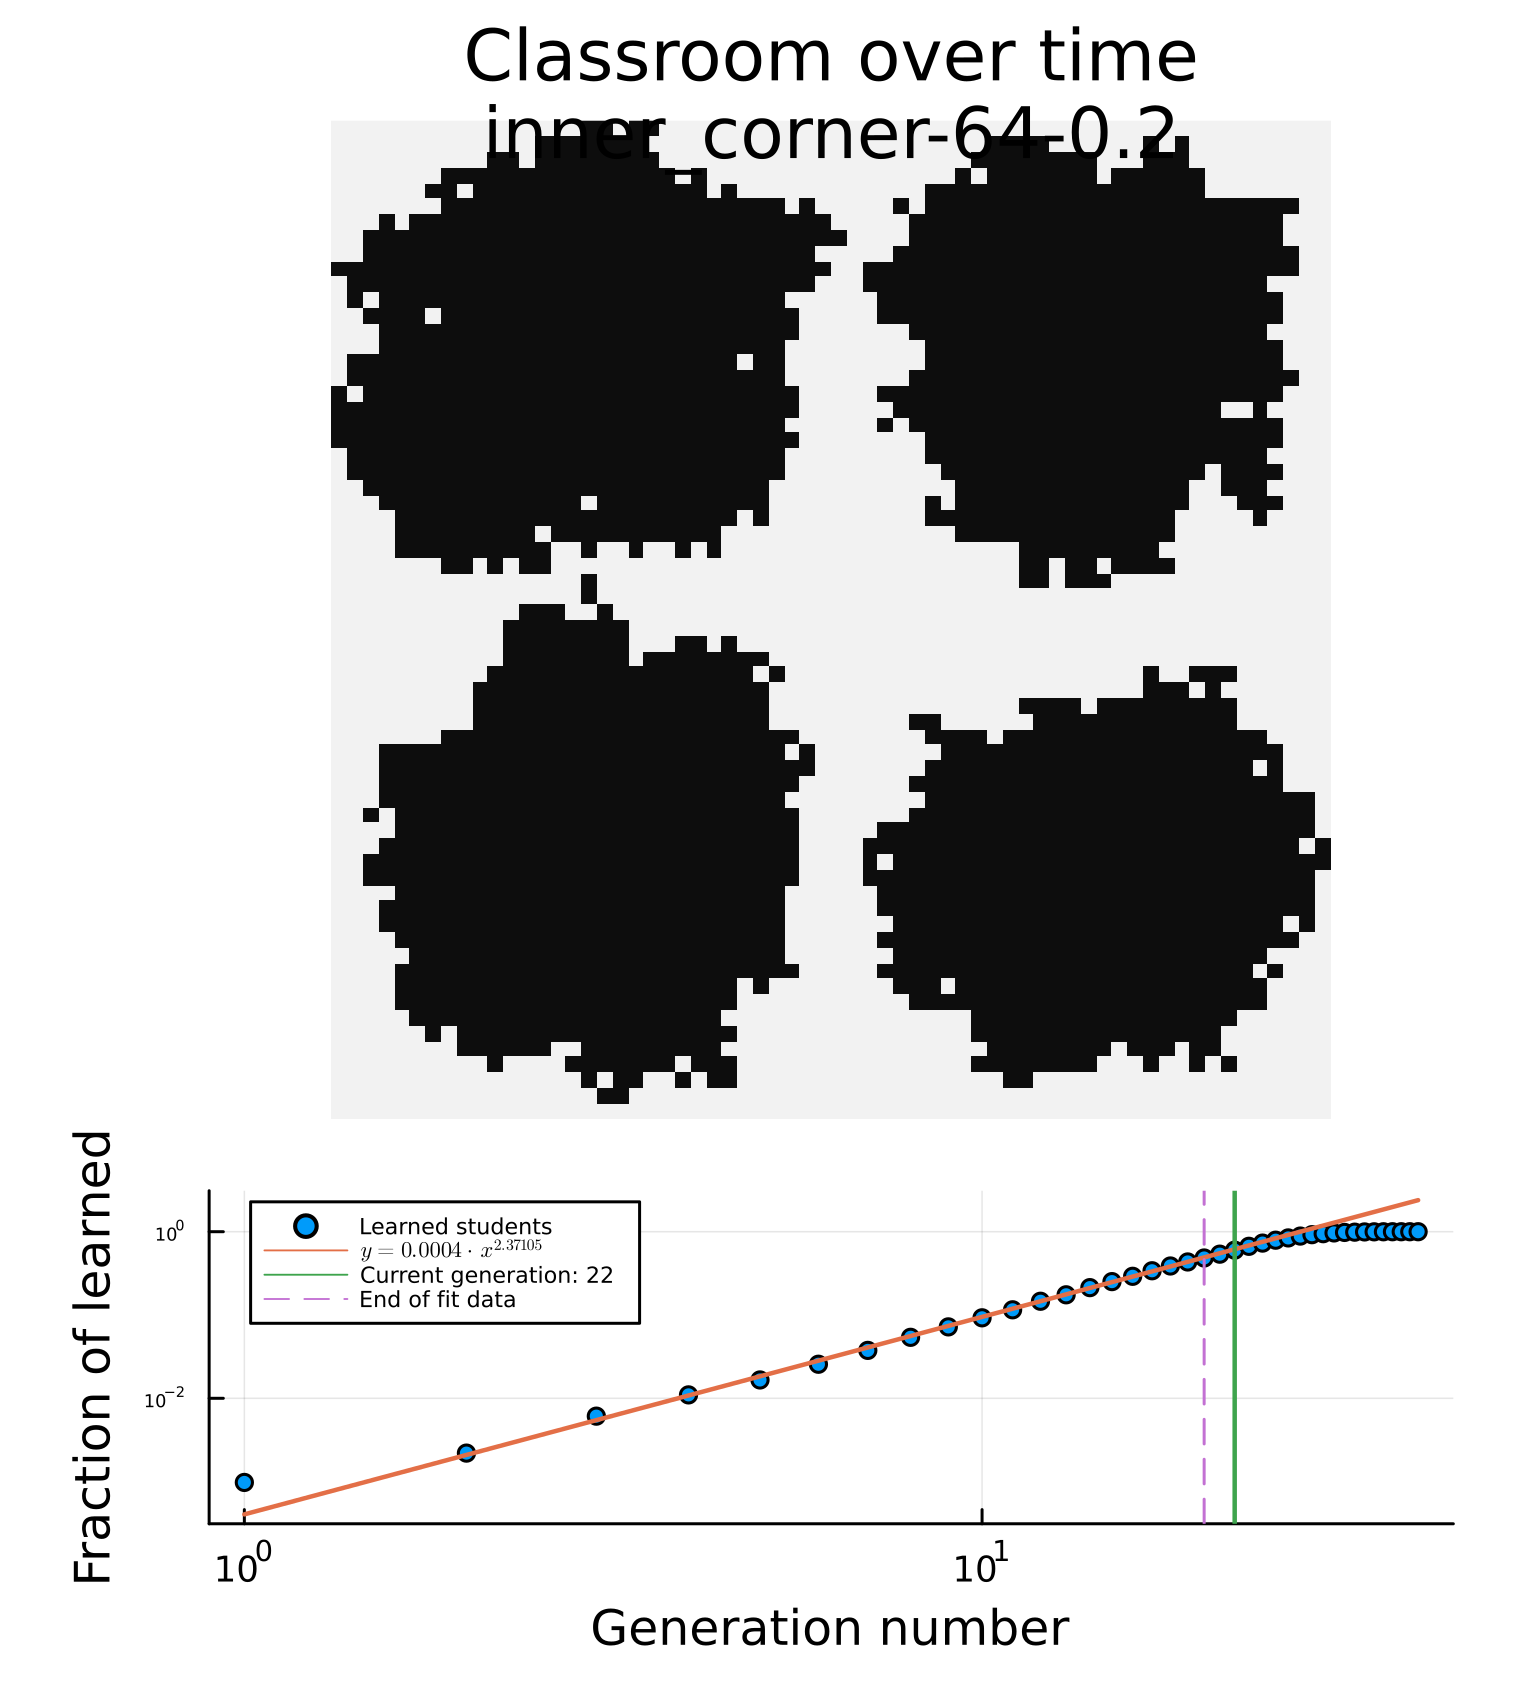 Classroom over time
inner_corner-64-0.2
Fraction of learned
10⁰
10⁻²
Learned students
y = 0.0004 · x^2.37105
Current generation: 22
End of fit data
10⁰
10¹
Generation number